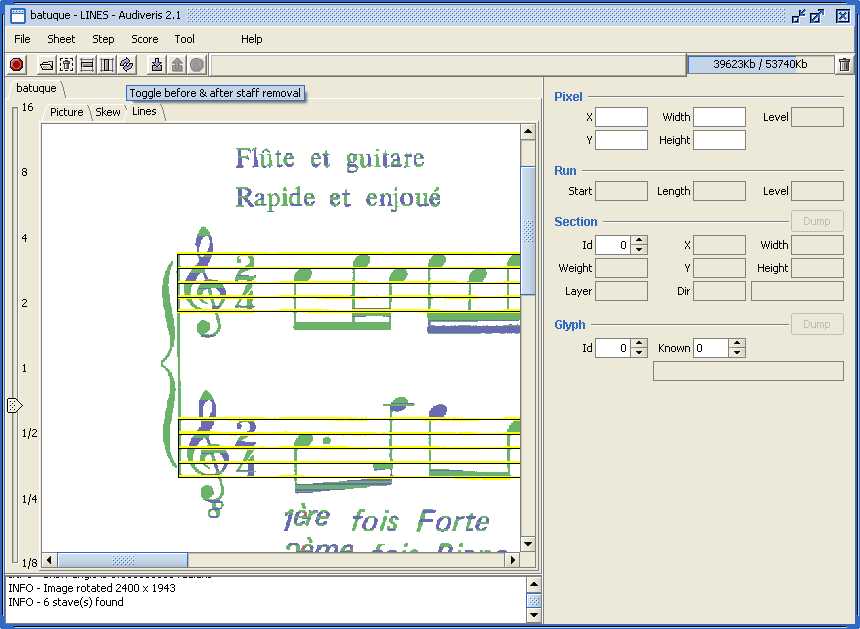 batuque - LINES - Audiveris 2.1
File Sheet Step Score Tool Help
39623Kb / 53740Kb
batuque
Toggle before & after staff removal
Picture Skew Lines
16
8
4
2
1
1/2
1/4
1/8
Flûte et guitare
Rapide et enjoué
2
4
2
4
8
1ère fois Forte
2ème fois Piano
INFO - Image rotated 2400 x 1943
INFO - 6 stave(s) found
Pixel
X Width Level
Y Height
Run
Start Length Level
Section Dump
Id 0 X Width
Weight Y Height
Layer Dir
Glyph Dump
Id 0 Known 0